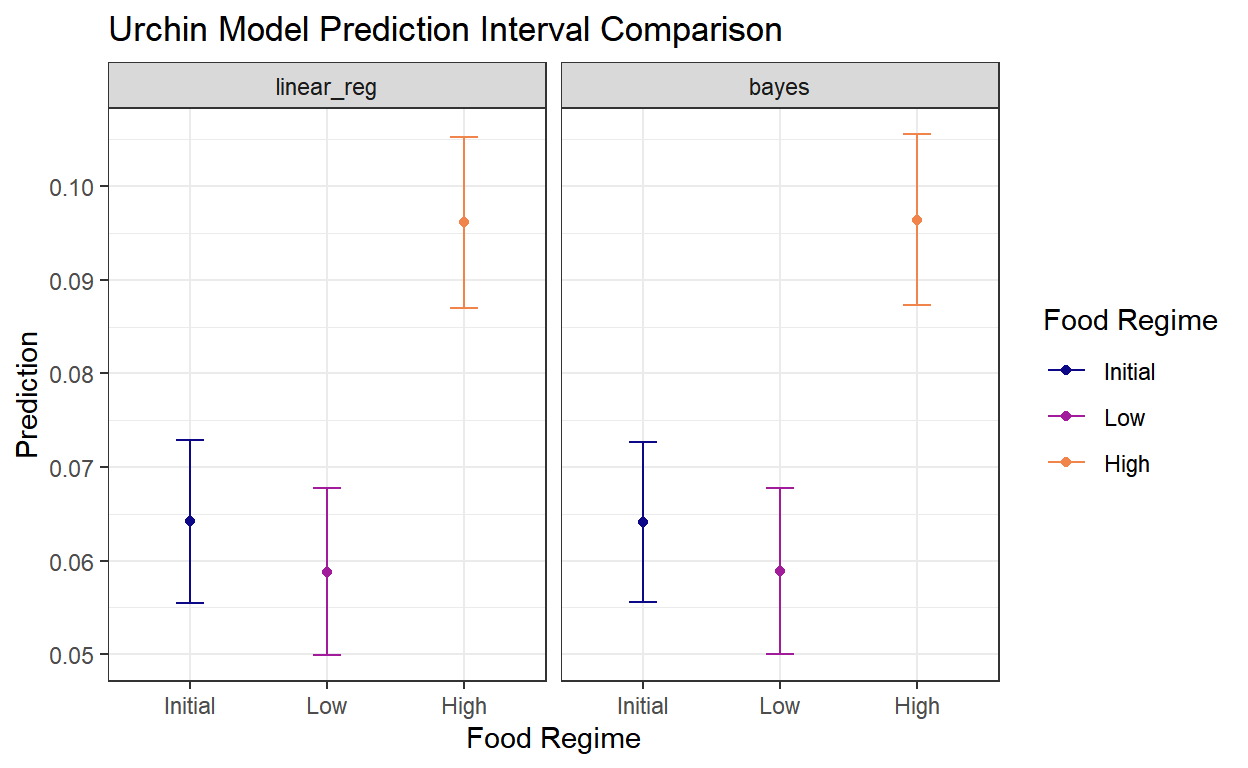 Urchin Model Prediction Interval Comparison
linear_reg
bayes
Prediction
0.10
0.09
0.08
0.07
0.06
0.05
Initial Low High
Initial Low High
Food Regime
Food Regime
Initial
Low
High